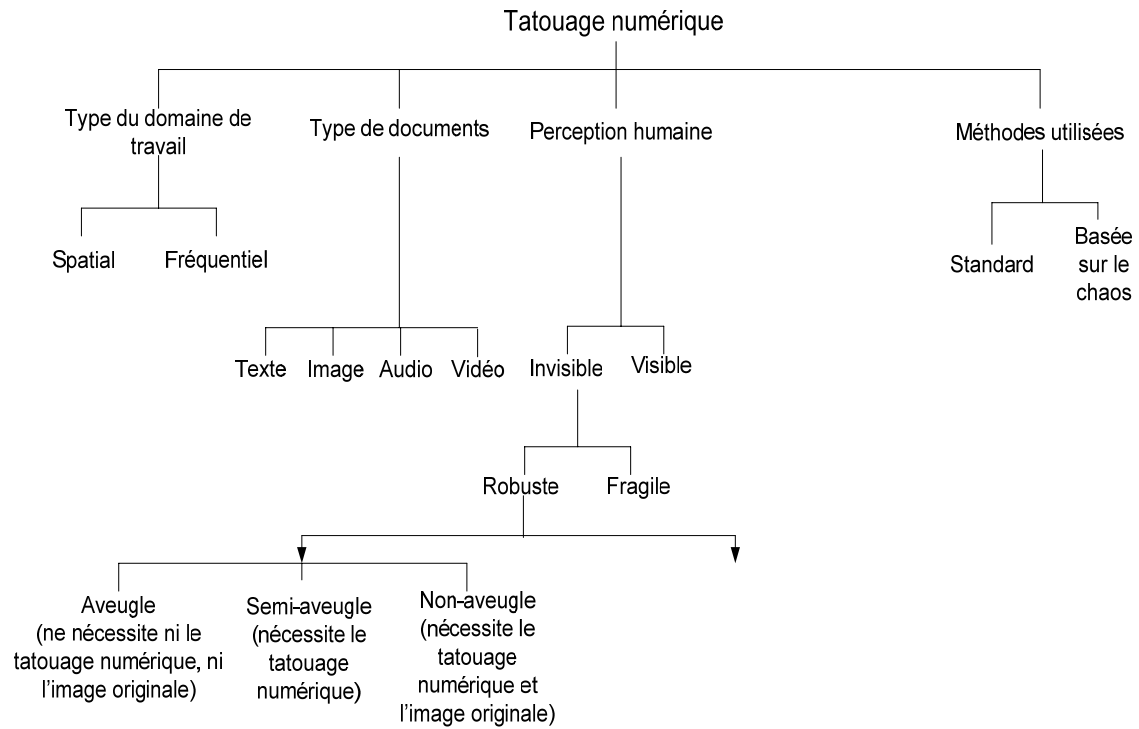 Tatouage numérique
Type du domaine de
travail
Type de documents
Perception humaine
Méthodes utilisées
Spatial
Fréquentiel
Standard
Basée
sur le
chaos
Texte
Image
Audio
Vidéo
Invisible
Visible
Robuste
Fragile
Aveugle
(ne nécessite ni le
tatouage numérique, ni
l’image originale)
Semi-aveugle
(nécessite le
tatouage
numérique)
Non-aveugle
(nécessite le
tatouage
numérique et
l’image originale)